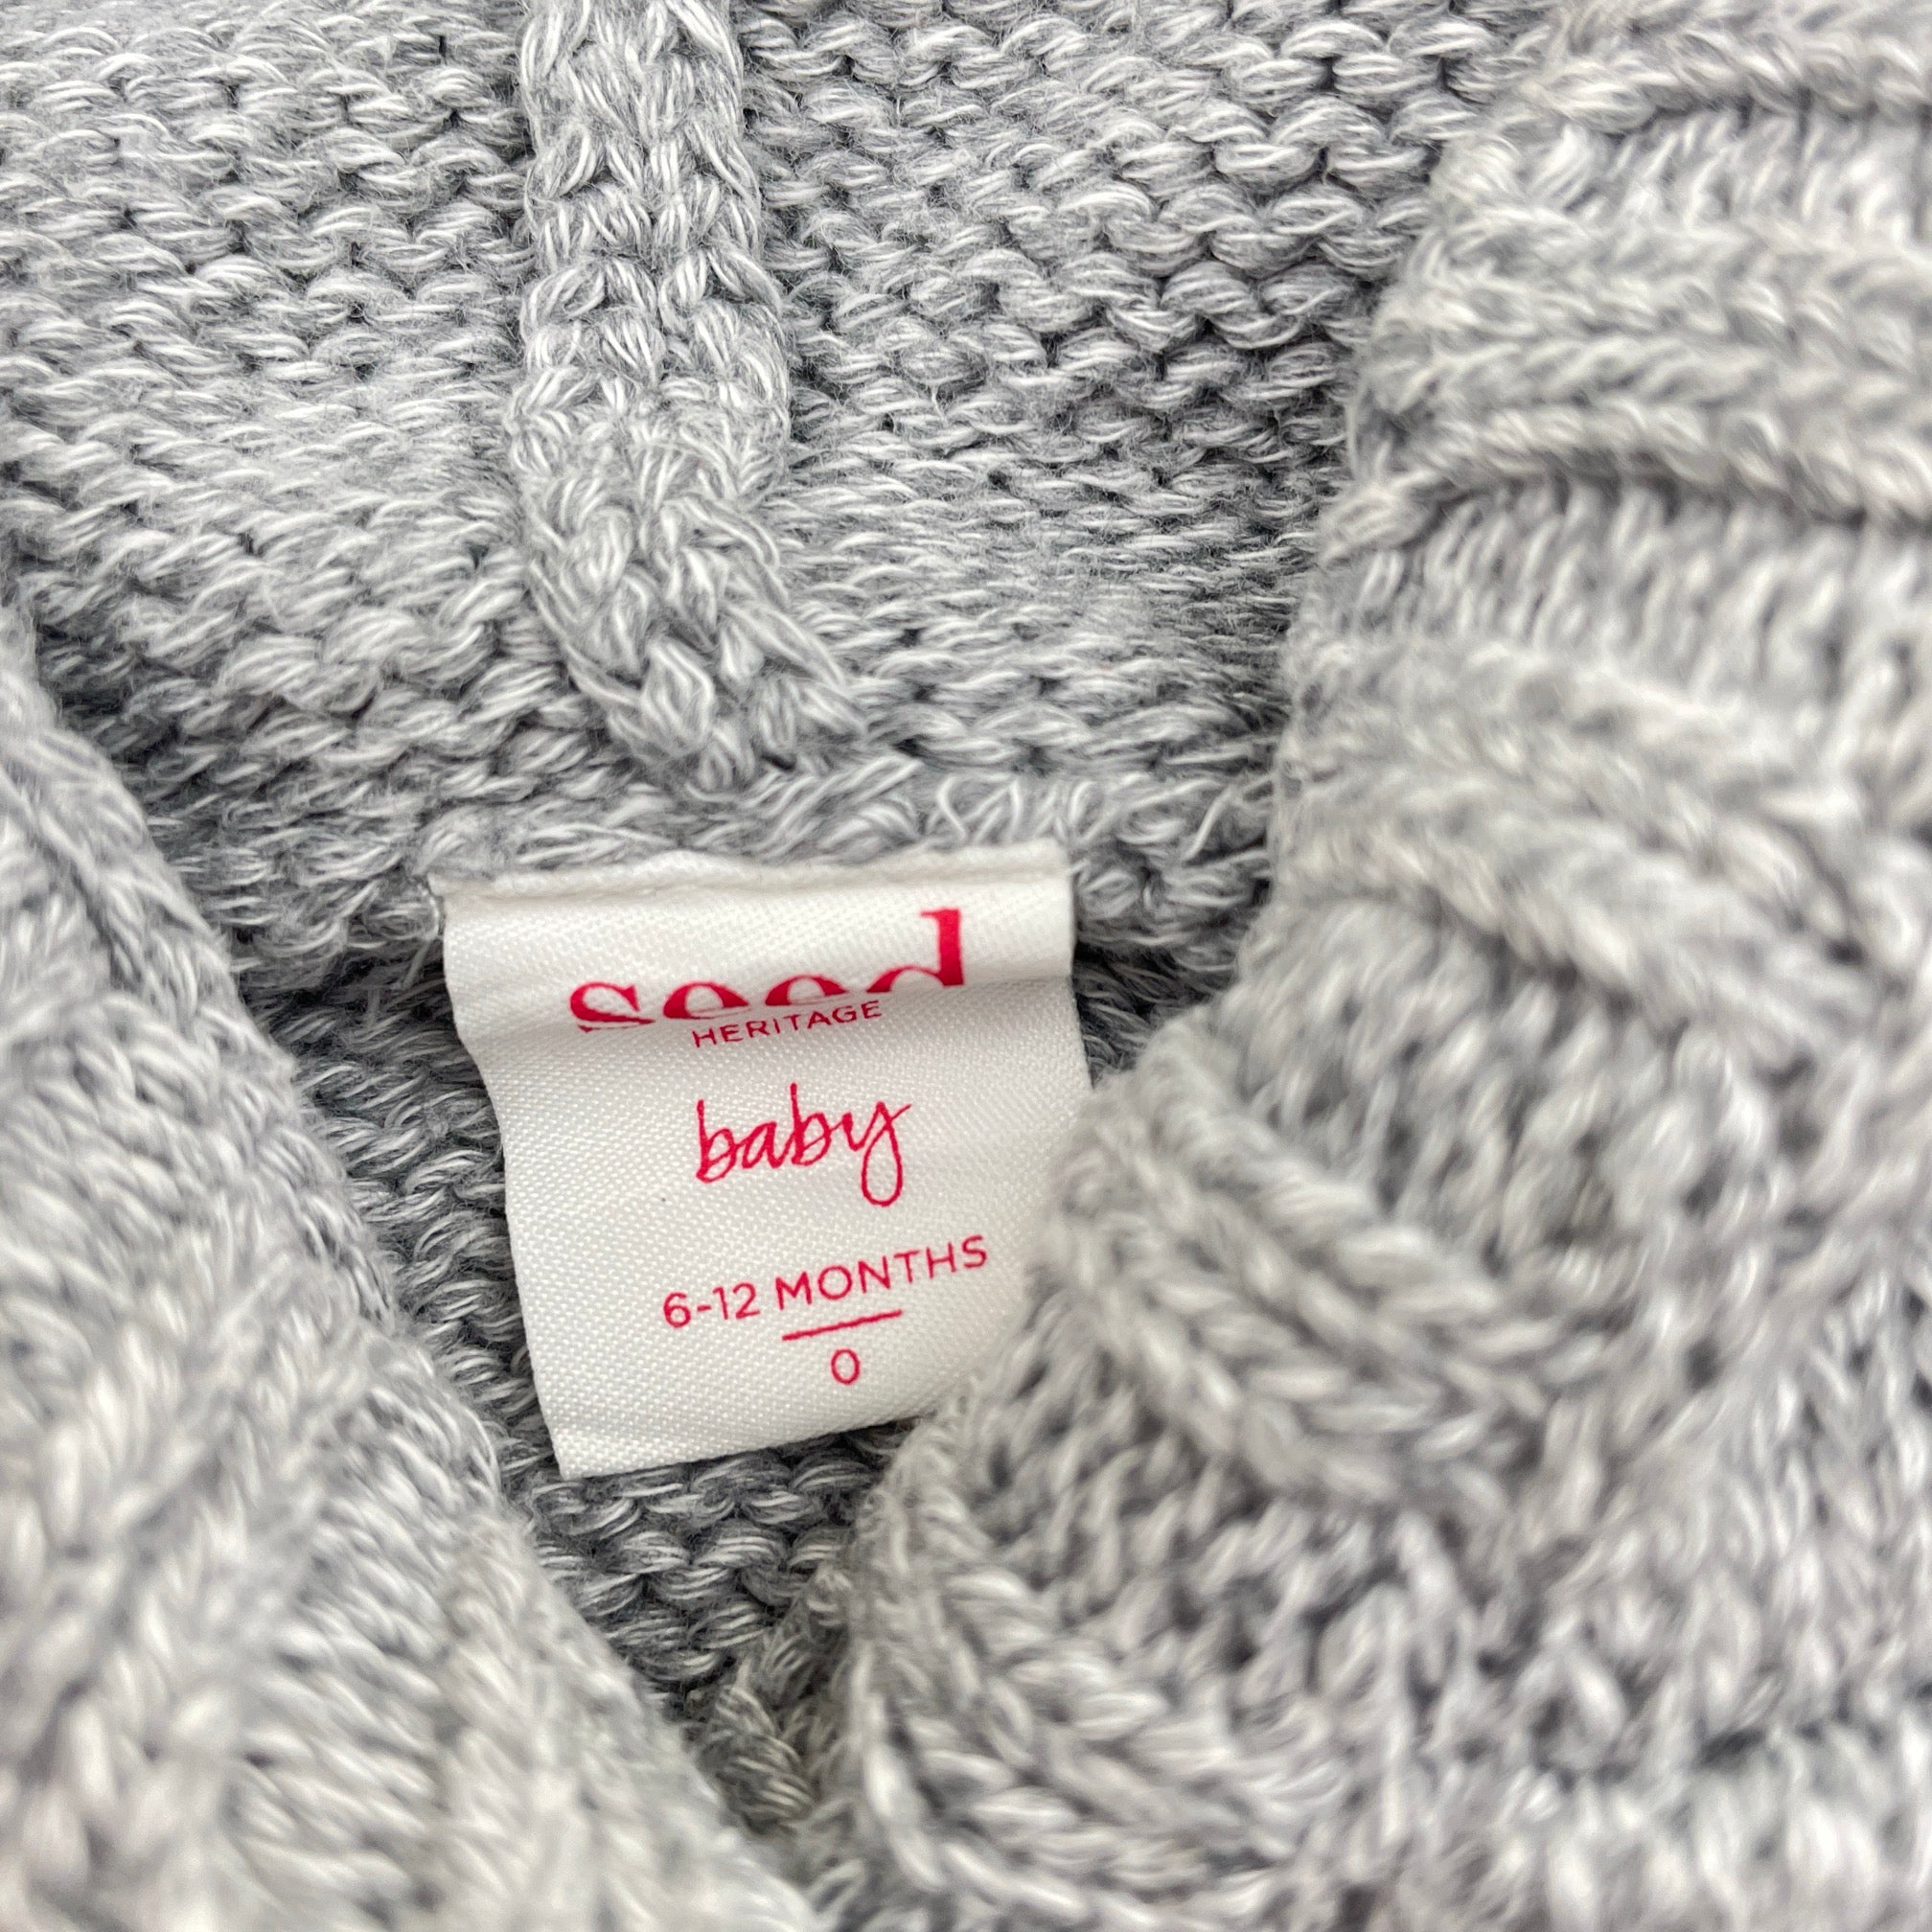 seed
HERITAGE
baby
6-12 MONTHS
0